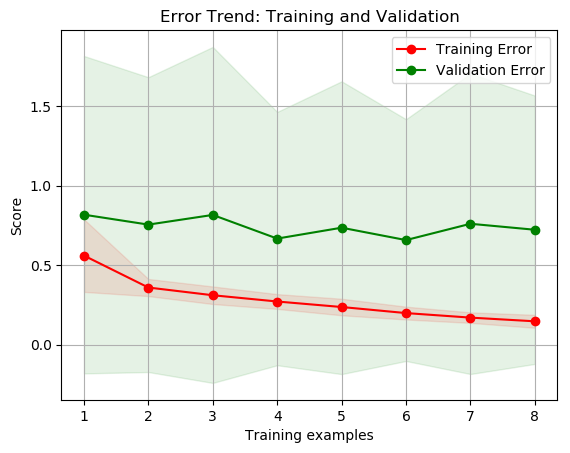 Error Trend: Training and Validation
Training Error
Validation Error
Score
1.5
1.0
0.5
0.0
1 2 3 4 5 6 7 8
Training examples